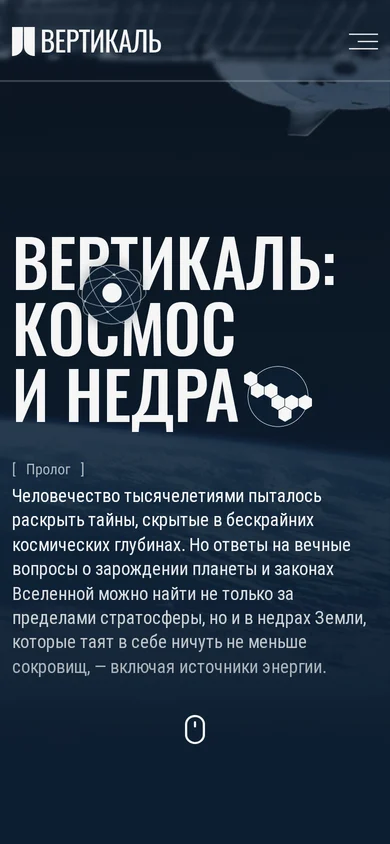 ВЕРТИКАЛЬ
ВЕРТИКАЛЬ:
КОСМОС
И НЕДРА
[ Пролог ]
Человечество тысячелетиями пыталось
раскрыть тайны, скрытые в бескрайних
космических глубинах. Но ответы на вечные
вопросы о зарождении планеты и законах
Вселенной можно найти не только за
пределами стратосферы, но и в недрах Земли,
которые таят в себе ничуть не меньше
сокровищ, — включая источники энергии.